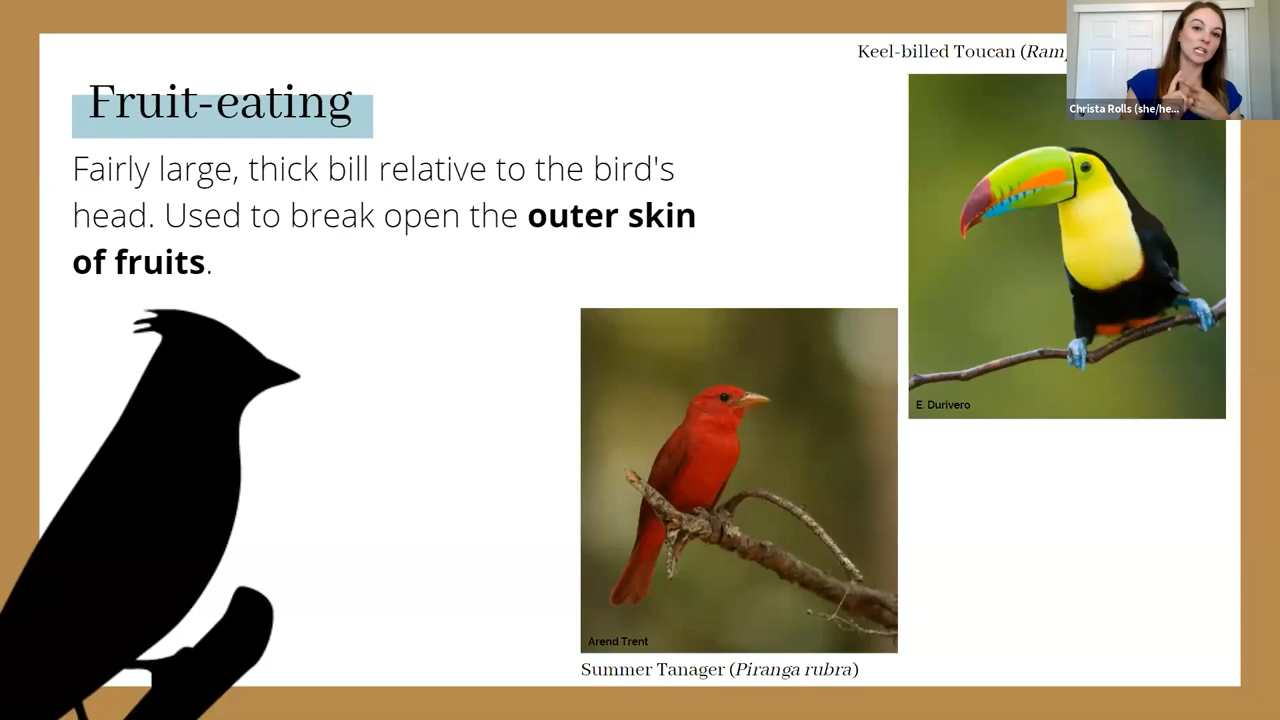 Keel-billed Toucan (Ram
Christa Rolls (she/he...
Fruit-eating
Fairly large, thick bill relative to the bird's
head. Used to break open the outer skin
of fruits.
E. Durivero
Arend Trent
Summer Tanager (Piranga rubra)